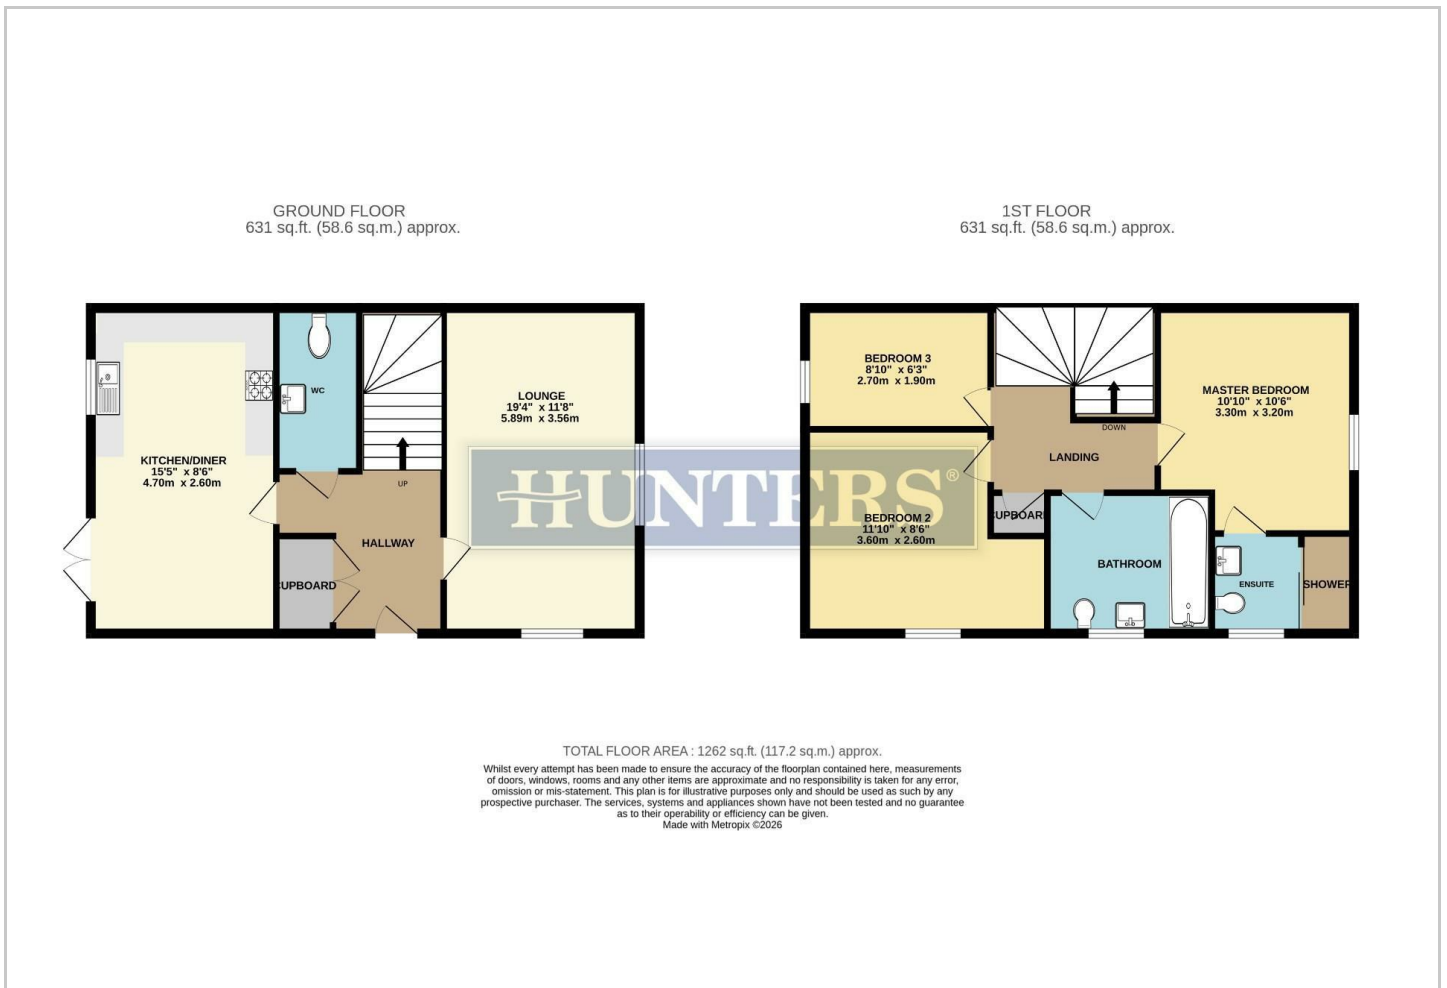 GROUND FLOOR
631 sq.ft. (58.6 sq.m.) approx.
1ST FLOOR
631 sq.ft. (58.6 sq.m.) approx.
WC
KITCHEN/DINER
15'5" x 8'6"
4.70m x 2.60m
UP
HALLWAY
CUPBOARD
LOUNGE
19'4" x 11'8"
5.89m x 3.56m
HUNTERS®
BEDROOM 3
8'10" x 6'3"
2.70m x 1.90m
MASTER BEDROOM
10'10" x 10'6"
3.30m x 3.20m
DOWN
LANDING
CUPBOARD
BEDROOM 2
11'10" x 8'6"
3.60m x 2.60m
BATHROOM
ENSUITE
SHOWER
TOTAL FLOOR AREA : 1262 sq.ft. (117.2 sq.m.) approx.
Whilst every attempt has been made to ensure the accuracy of the floorplan contained here, measurements
of doors, windows, rooms and any other items are approximate and no responsibility is taken for any error,
omission or mis-statement. This plan is for illustrative purposes only and should be used as such by any
prospective purchaser. The services, systems and appliances shown have not been tested and no guarantee
as to their operability or efficiency can be given.
Made with Metropix ©2026